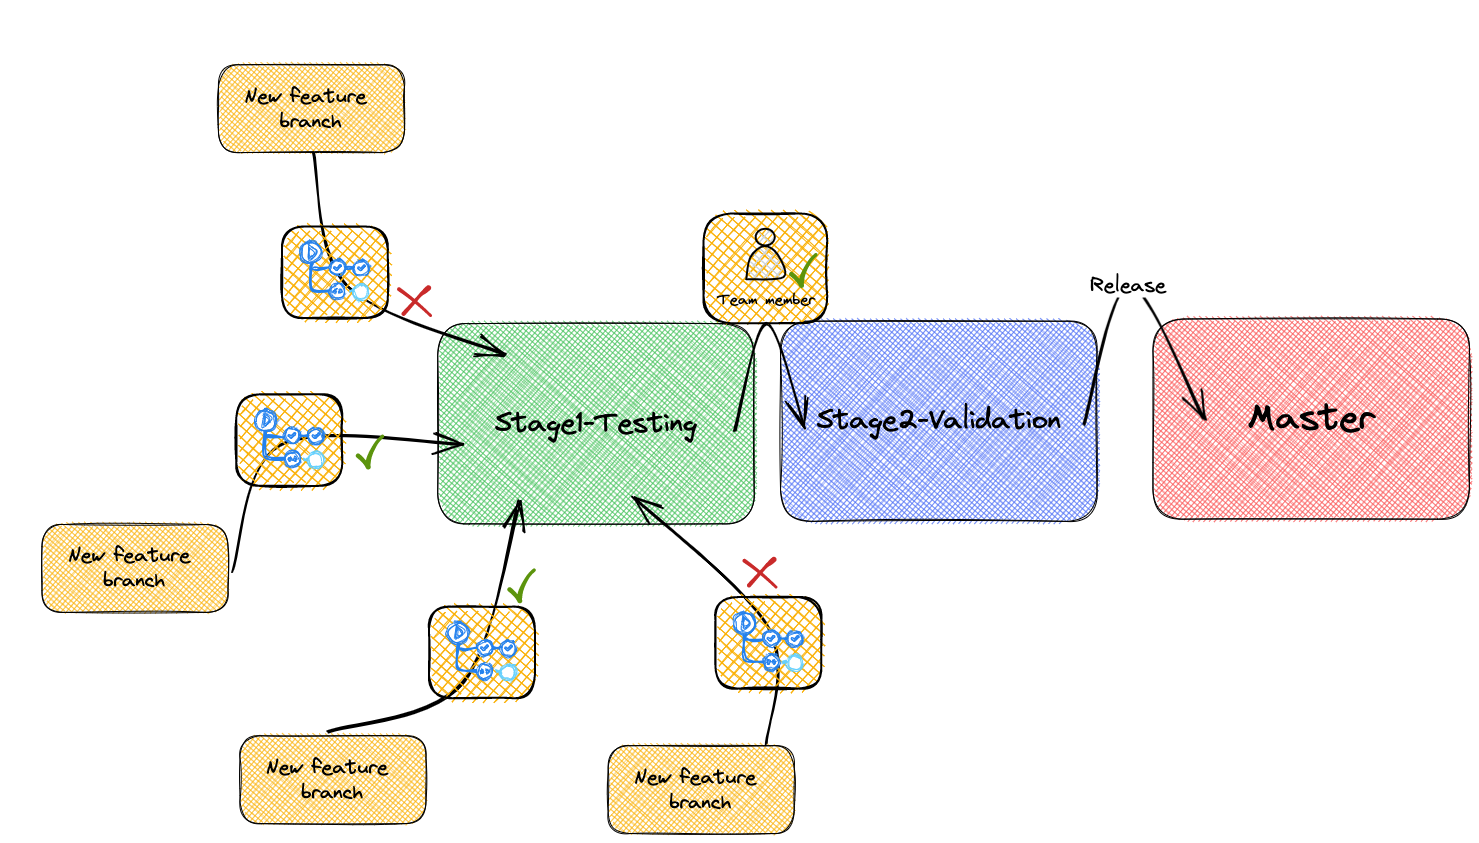 New feature
branch
Team member
Release
Stage1-Testing
Stage2-Validation
Master
New feature
branch
New feature
branch
New feature
branch